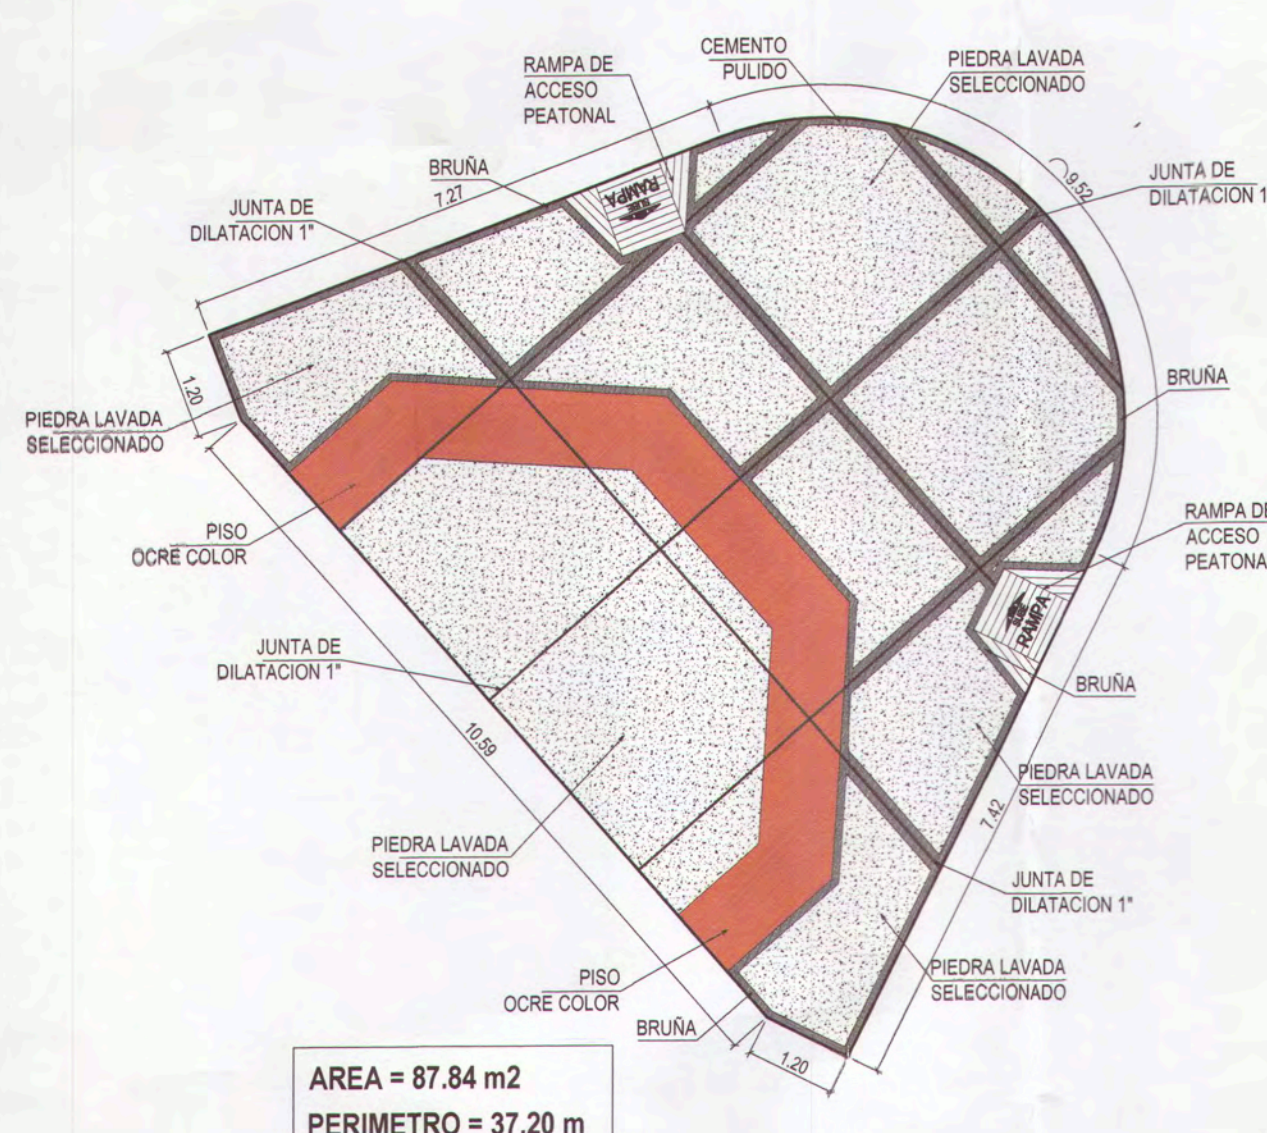 CEMENTO
PULIDO
RAMPA DE
ACCESO
PEATONAL
PIEDRA LAVADA
SELECCIONADO
BRUÑA
7.27
JUNTA DE
DILATACION 1"
RAMPA
SUBE
9.52
JUNTA DE
DILATACION 1
BRUÑA
1.20
PIEDRA LAVADA
SELECCIONADO
PISO
OCRE COLOR
RAMPA DE
ACCESO
PEATONA
SUBE
RAMPA
BRUÑA
JUNTA DE
DILATACION 1"
10.59
PIEDRA LAVADA
SELECCIONADO
7.42
PIEDRA LAVADA
SELECCIONADO
JUNTA DE
DILATACION 1"
PIEDRA LAVADA
SELECCIONADO
PISO
OCRE COLOR
BRUÑA
1.20
AREA = 87.84 m2
PERIMETRO = 37.20 m